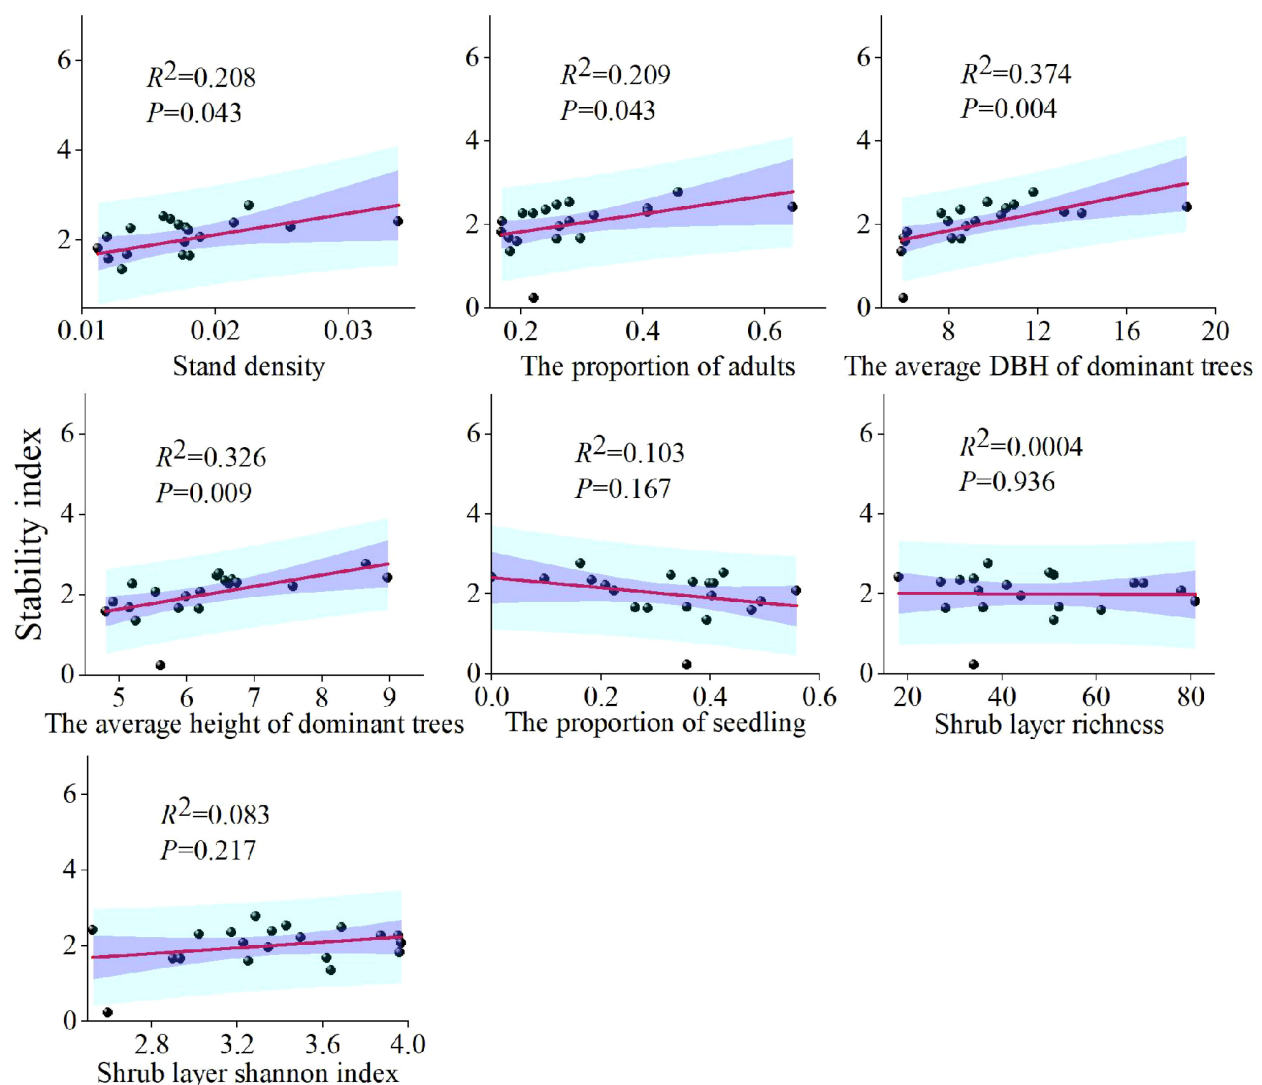 6
4
2
R2=0.208
P=0.043
0.01
0.02
0.03
Stand density
6
4
2
0
R2=0.209
P=0.043
0.2
0.4
0.6
The proportion of adults
6
4
2
0
R2=0.374
P=0.004
8
12
16
20
The average DBH of dominant trees
Stability index
6
4
2
0
R2=0.326
P=0.009
5
6
7
8
9
The average height of dominant trees
6
4
2
0
R2=0.103
P=0.167
0.0
0.2
0.4
0.6
The proportion of seedling
6
4
2
0
R2=0.0004
P=0.936
20
40
60
80
Shrub layer richness
6
4
2
0
R2=0.083
P=0.217
2.8
3.2
3.6
4.0
Shrub layer shannon index